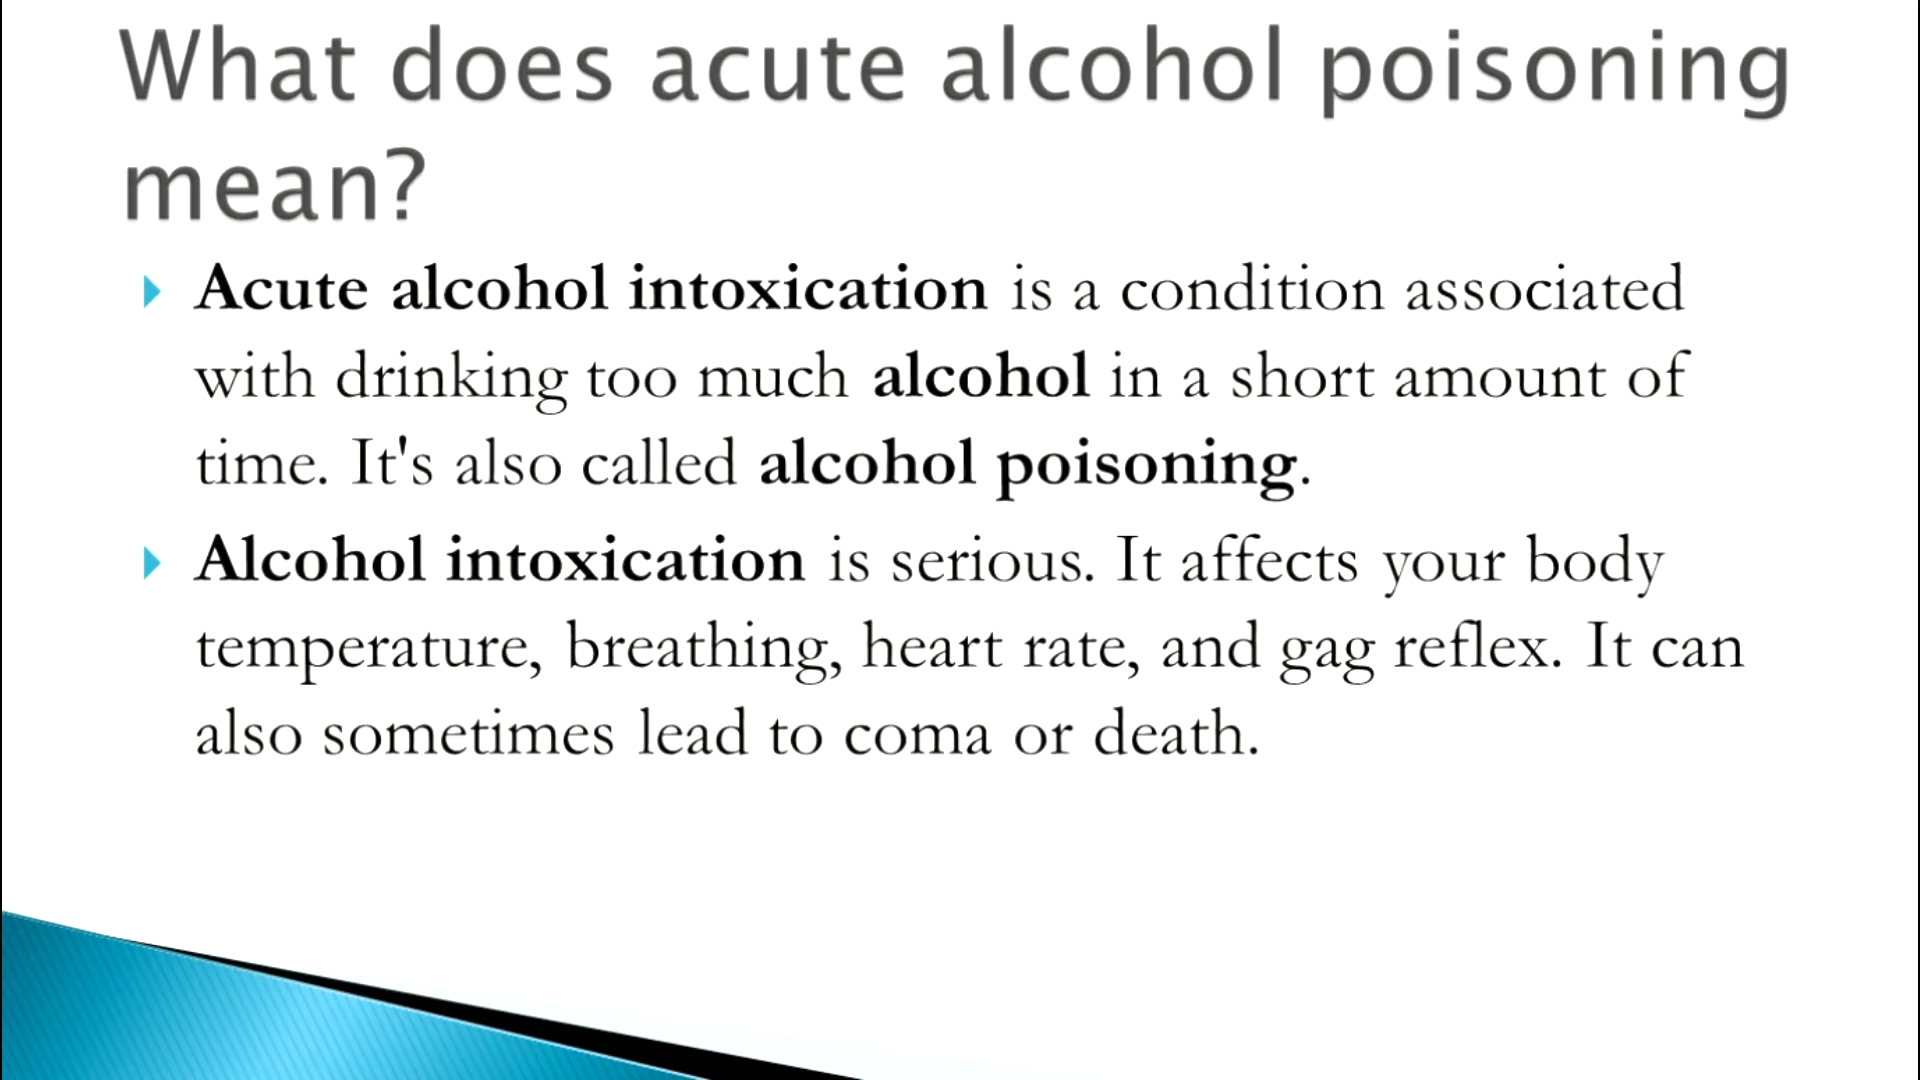 What does acute alcohol poisoning
mean?
Acute alcohol intoxication is a condition associated
with drinking too much alcohol in a short amount of
time. It's also called alcohol poisoning.
Alcohol intoxication is serious. It affects your body
temperature, breathing, heart rate, and gag reflex. It can
also sometimes lead to coma or death.